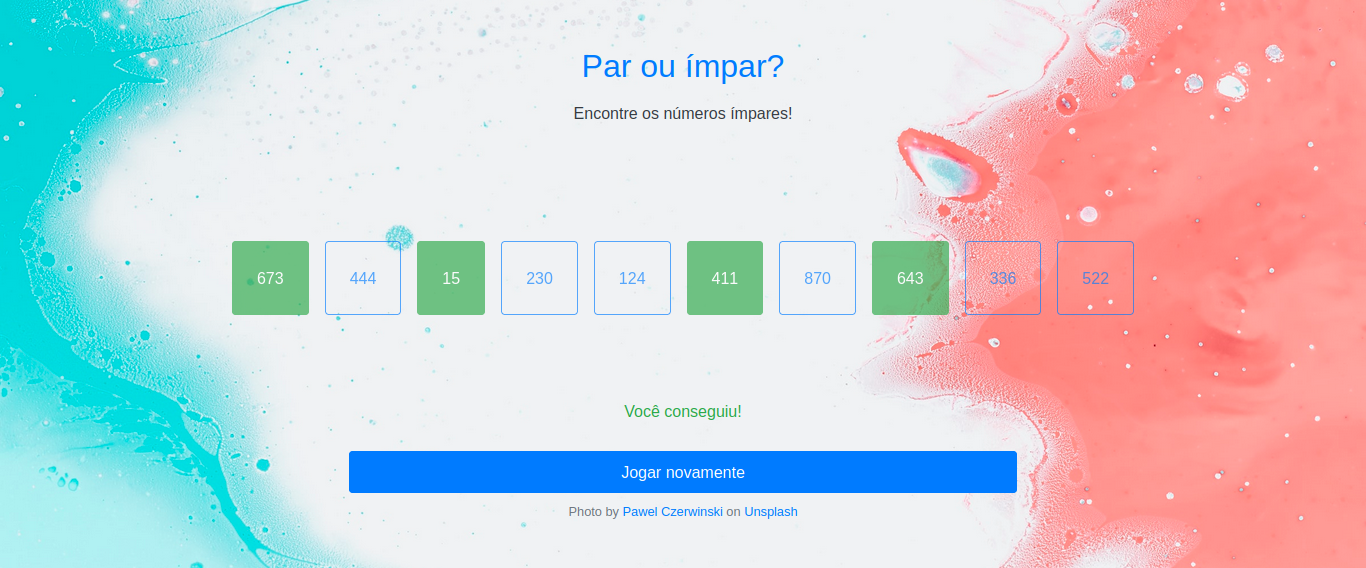 Par ou ímpar?
Encontre os números ímpares!
673 444 15 230 124 411 870 643 336 522
Você conseguiu!
Jogar novamente
Photo by Pawel Czerwinski on Unsplash